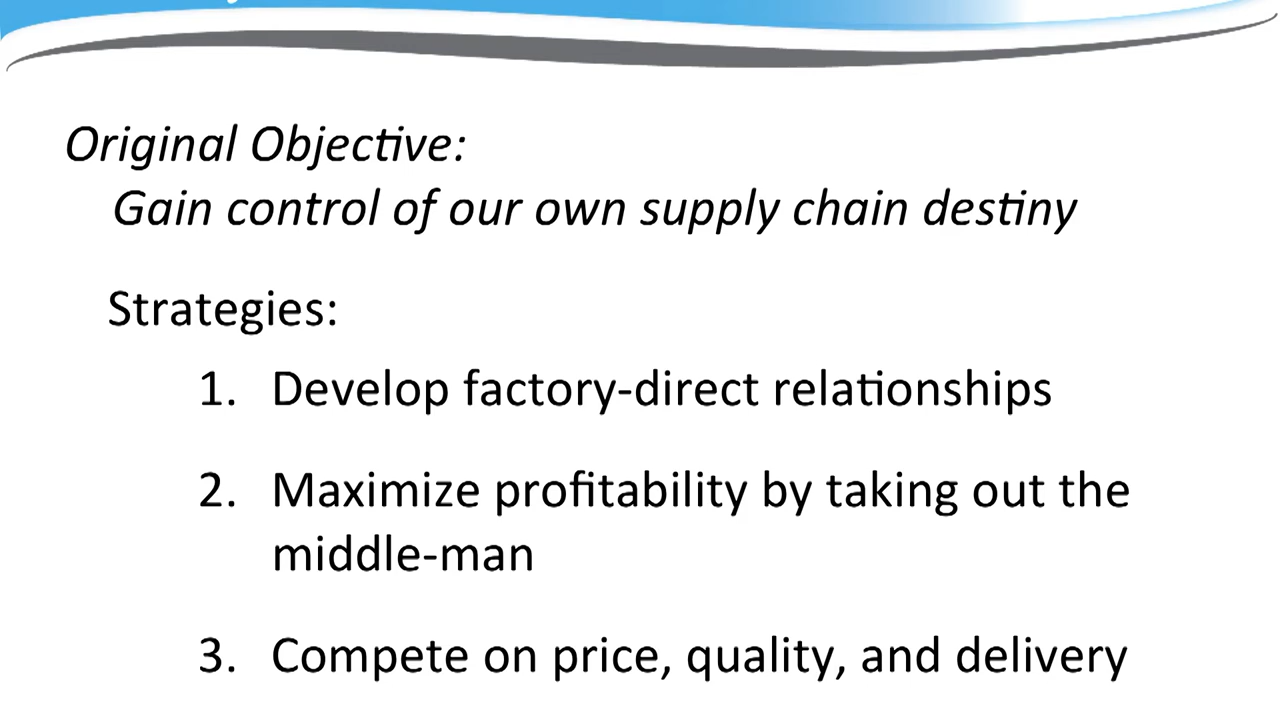 Original Objective:
Gain control of our own supply chain destiny
Strategies:
1. Develop factory-direct relationships
2. Maximize profitability by taking out the
middle-man
3. Compete on price, quality, and delivery